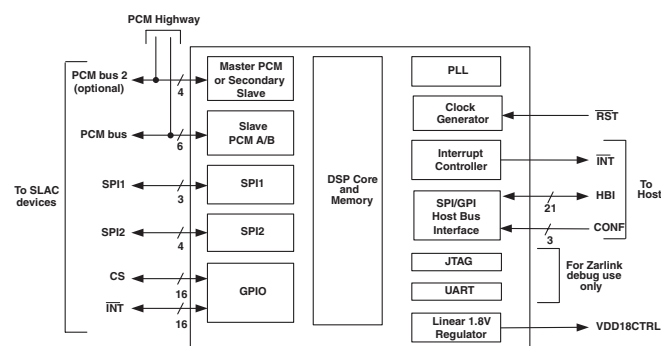 PCM Highway
PCM bus 2
(optional)
4
Master PCM
or Secondary
Slave
PCM bus
6
Slave
PCM A/B
To SLAC
devices
SPI1
3
SPI1
SPI2
4
SPI2
CS
16
GPIO
INT
16
DSP Core
and
Memory
PLL
Clock
Generator
RST
Interrupt
Controller
INT
SPI/GPI
Host Bus
Interface
21
HBI
3
CONF
To
Host
JTAG
UART
For Zarlink
debug use
only
Linear 1.8V
Regulator
VDD18CTRL